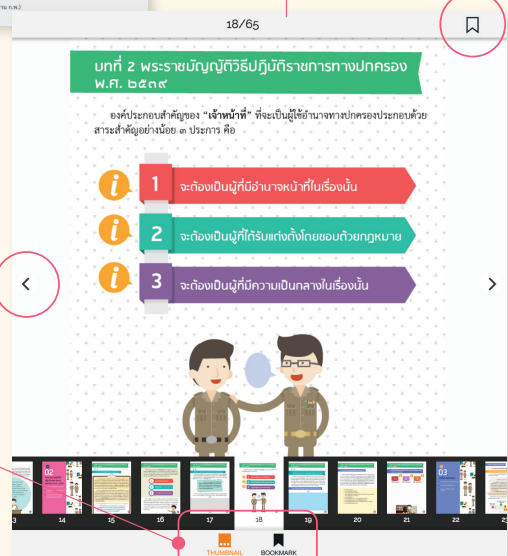 18/65
บทที่ 2 พระราชบัญญัติวิธีปฏิบัติราชการทางปกครอง
พ.ศ. ๒๕๓๙
องค์ประกอบสำคัญของ “เจ้าหน้าที่” ที่จะเป็นผู้ใช้อำนาจทางปกครองประกอบด้วย
สาระสำคัญอย่างน้อย ๓ ประการ คือ
1 จะต้องเป็นผู้ที่มีอำนาจหน้าที่ในเรื่องนั้น
2 จะต้องเป็นผู้ที่ได้รับแต่งตั้งโดยชอบด้วยกฎหมาย
3 จะต้องเป็นผู้ที่มีความเป็นกลางในเรื่องนั้น
02
03
14 15 16 17 18 19 20 21 22
THUMBNAIL BOOKMARK